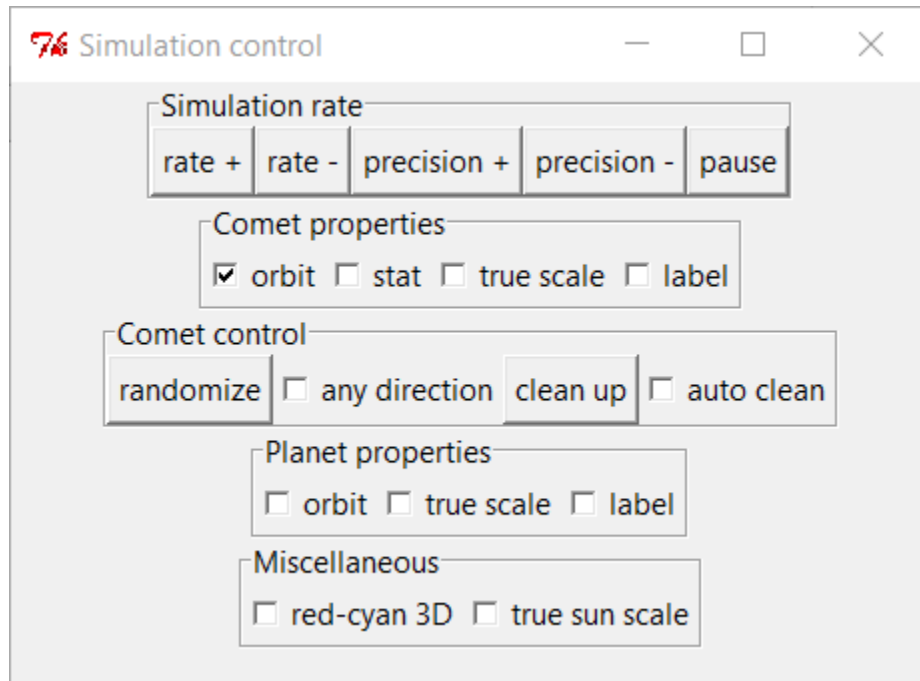 Simulation control
Simulation rate
rate + rate - precision + precision - pause
Comet properties
orbit stat true scale label
Comet control
randomize any direction clean up auto clean
Planet properties
orbit true scale label
Miscellaneous
red-cyan 3D true sun scale